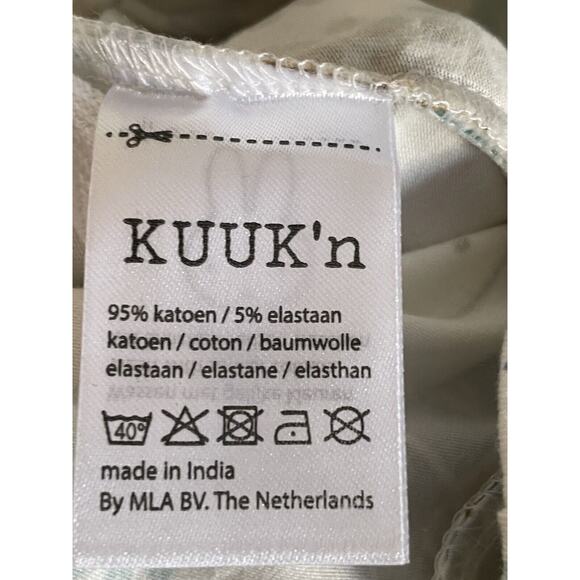 KUUK'n
95% katoen / 5% elastaan
katoen / coton / baumwolle
elastaan / elastane / elasthan
40°
made in India
By MLA BV. The Netherlands